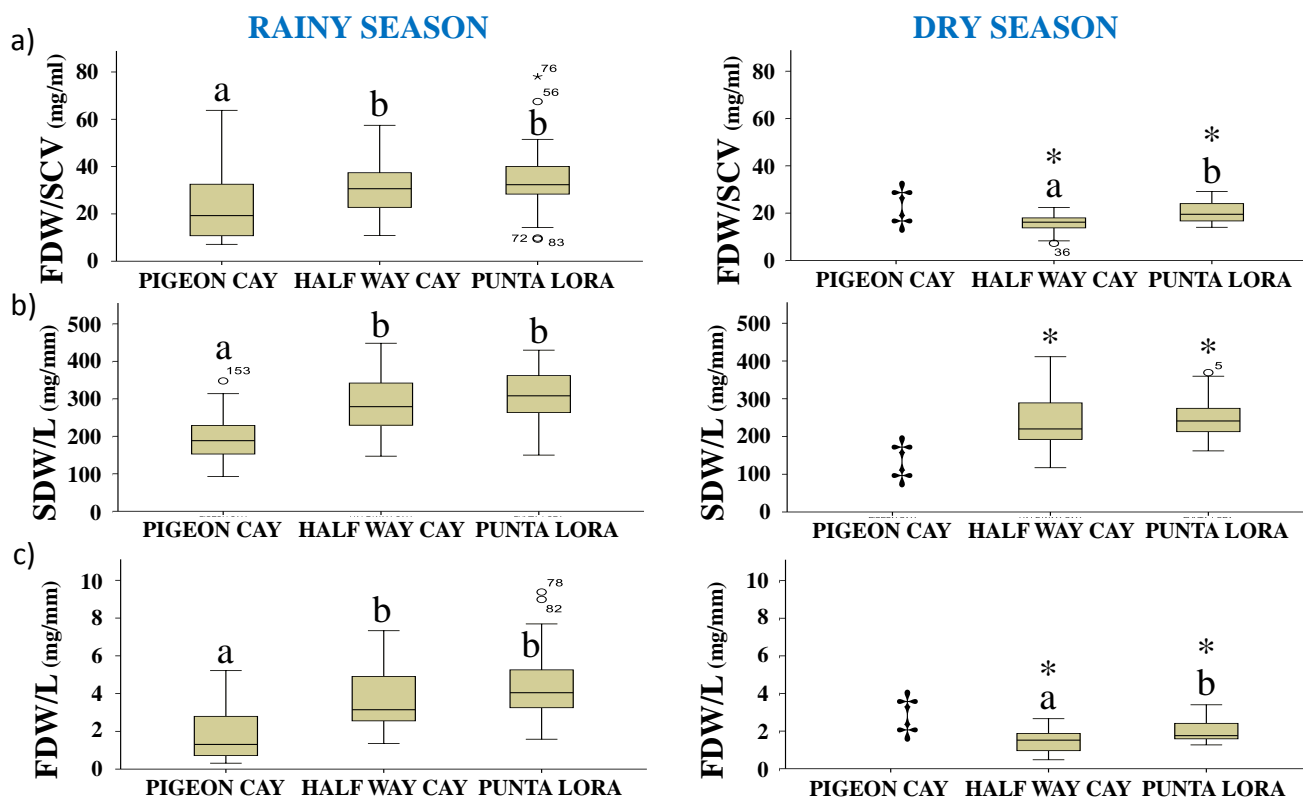 RAINY SEASON
DRY SEASON
a)
FDW/SCV (mg/ml)
80
60
40
20
0
a
b
b
*76
56
72
83
PIGEON CAY HALF WAY CAY PUNTA LORA
FDW/SCV (mg/ml)
80
60
40
20
0
*
a
*
b
36
PIGEON CAY HALF WAY CAY PUNTA LORA
b)
SDW/L (mg/mm)
500
400
300
200
100
0
a
b
b
153
PIGEON CAY HALF WAY CAY PUNTA LORA
SDW/L (mg/mm)
500
400
300
200
100
0
*
*
5
PIGEON CAY HALF WAY CAY PUNTA LORA
c)
FDW/L (mg/mm)
10
8
6
4
2
0
a
b
b
78
82
PIGEON CAY HALF WAY CAY PUNTA LORA
FDW/L (mg/mm)
10
8
6
4
2
0
*
a
*
b
PIGEON CAY HALF WAY CAY PUNTA LORA